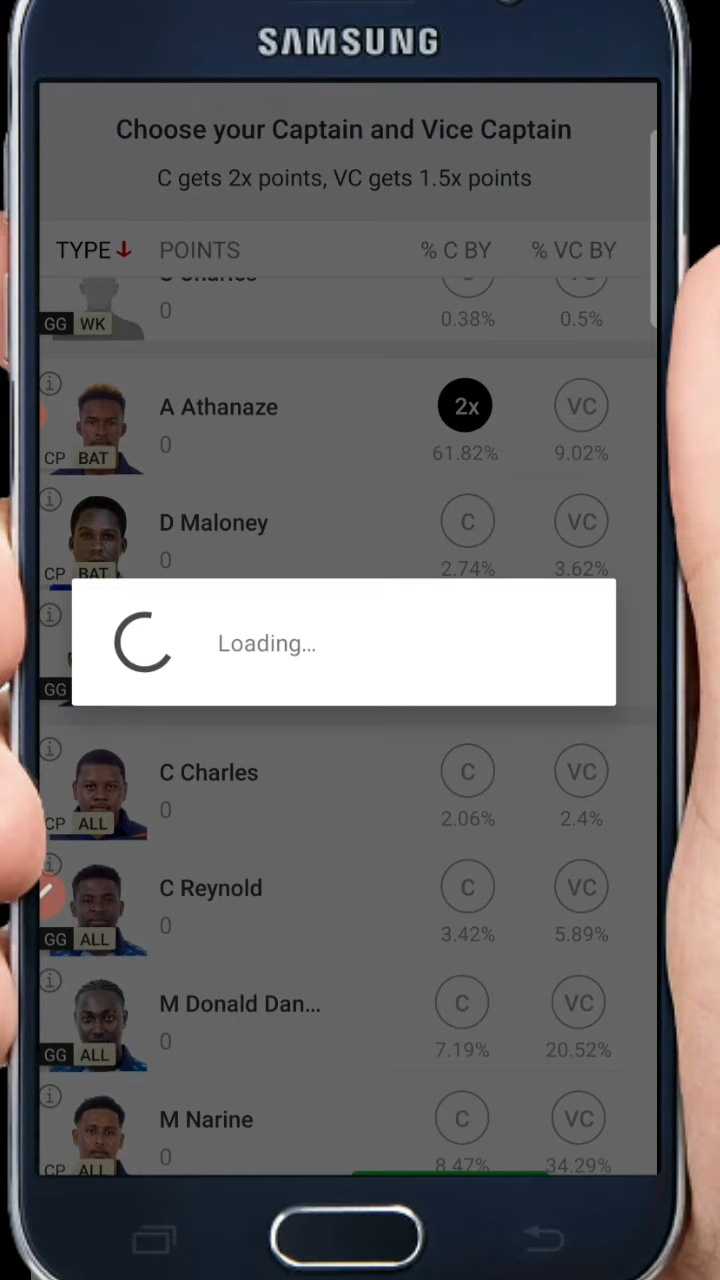 SAMSUNG
Choose your Captain and Vice Captain
C gets 2x points, VC gets 1.5x points
TYPE POINTS % C BY % VC BY
Charles
GG WK 0 0.38% 0.5%
A Athanaze 2x VC
CP BAT 0 61.82% 9.02%
D Maloney C VC
CP BAT 0 2.74% 3.62%
Loading...
GG
C Charles C VC
CP ALL 0 2.06% 2.4%
C Reynold C VC
GG ALL 0 3.42% 5.89%
M Donald Dan... C VC
GG ALL 0 7.19% 20.52%
M Narine C VC
CP ALL 0 8.47% 34.29%